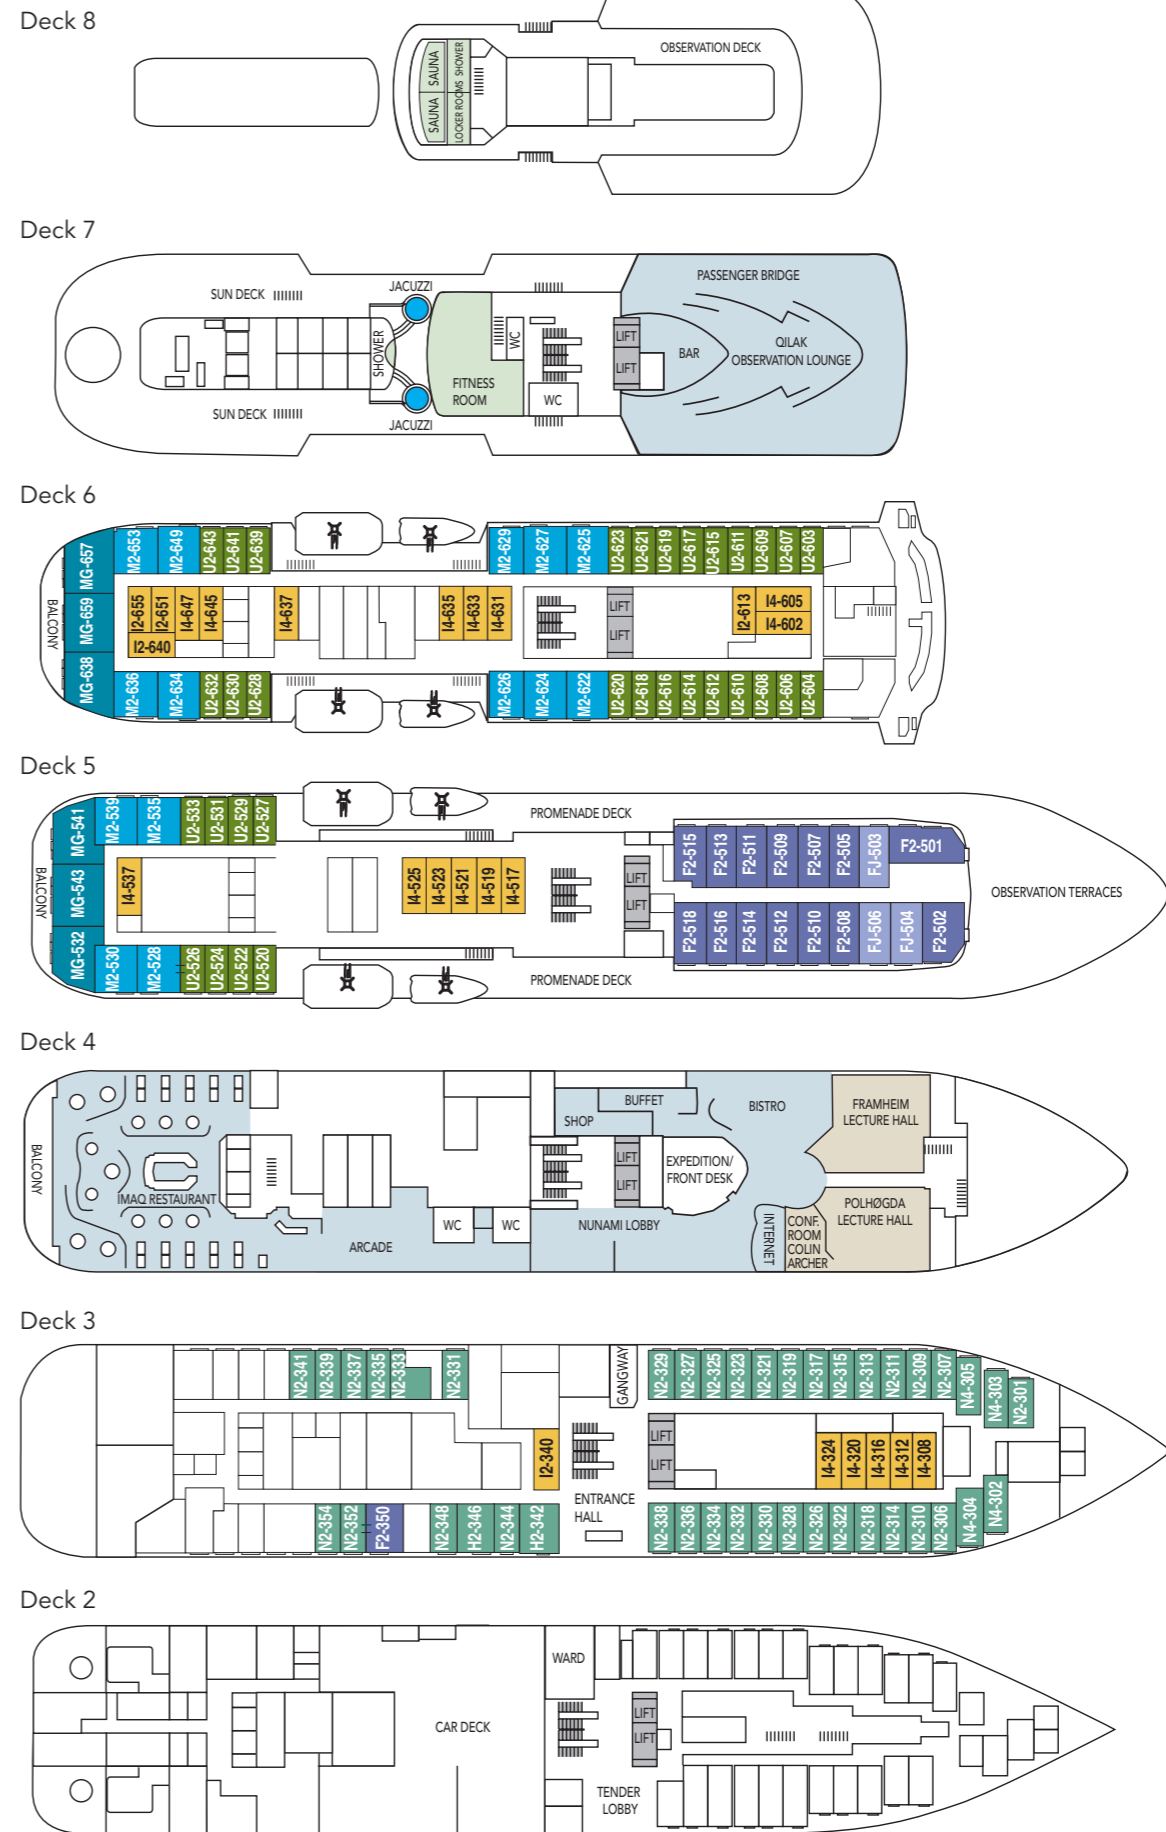 Deck 8
OBSERVATION DECK
SAUNA
SAUNA
SHOWER
LOCKER ROOMS
Deck 7
SUN DECK
JACUZZI
PASSENGER BRIDGE
SHOWER
FITNESS
ROOM
WC
WC
LIFT
LIFT
BAR
QILAK
OBSERVATION LOUNGE
SUN DECK
JACUZZI
Deck 6
BALCONY
MG-657
MG-659
MG-638
M2-653
M2-649
U2-643
U2-641
U2-639
M2-629
M2-627
M2-625
U2-623
U2-621
U2-619
U2-617
U2-615
U2-611
U2-609
U2-607
U2-603
I2-655
I2-651
I4-647
I4-645
I2-640
I4-637
I4-635
I4-633
I4-631
LIFT
LIFT
I2-613
I4-605
I4-602
M2-636
M2-634
U2-632
U2-630
U2-628
M2-626
M2-624
M2-622
U2-620
U2-618
U2-616
U2-614
U2-612
U2-610
U2-608
U2-606
U2-604
Deck 5
BALCONY
MG-541
MG-543
MG-532
M2-539
M2-535
U2-533
U2-531
U2-529
U2-527
PROMENADE DECK
F2-515
F2-513
F2-511
F2-509
F2-507
F2-505
FJ-503
F2-501
I4-537
I4-525
I4-523
I4-521
I4-519
I4-517
LIFT
LIFT
OBSERVATION TERRACES
M2-530
M2-528
U2-526
U2-524
U2-522
U2-520
PROMENADE DECK
F2-518
F2-516
F2-514
F2-512
F2-510
F2-508
FJ-506
FJ-504
F2-502
Deck 4
BALCONY
IMAQ RESTAURANT
ARCADE
WC
WC
SHOP
BUFFET
BISTRO
LIFT
LIFT
EXPEDITION/
FRONT DESK
NUNAMI LOBBY
INTERNET
CONF.
ROOM
COLIN
ARCHER
FRAMHEIM
LECTURE HALL
POLHØGDA
LECTURE HALL
Deck 3
N2-341
N2-339
N2-337
N2-335
N2-333
N2-331
GANGWAY
N2-329
N2-327
N2-325
N2-323
N2-321
N2-319
N2-317
N2-315
N2-313
N2-311
N2-309
N2-307
N4-305
N4-303
N2-301
I2-340
LIFT
LIFT
I4-324
I4-320
I4-316
I4-312
I4-308
ENTRANCE
HALL
N2-354
N2-352
F2-350
N2-348
H2-346
N2-344
H2-342
N2-338
N2-336
N2-334
N2-332
N2-330
N2-328
N2-326
N2-322
N2-318
N2-314
N2-310
N2-306
N4-304
N4-302
Deck 2
WARD
CAR DECK
LIFT
LIFT
TENDER
LOBBY